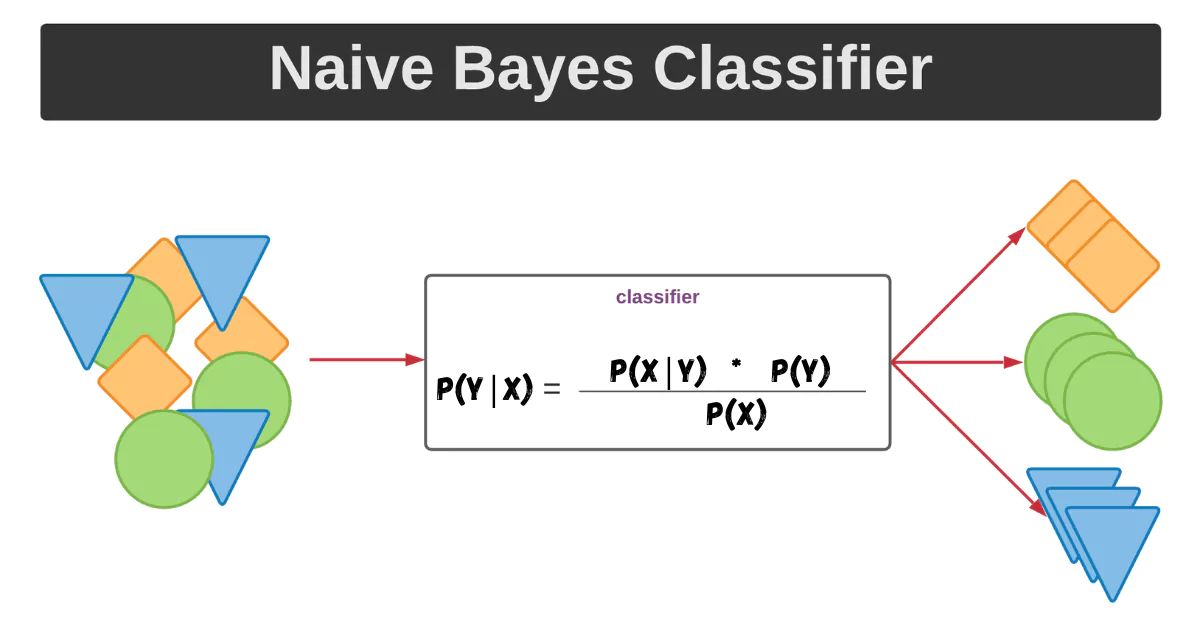 Naive Bayes Classifier
classifier
P(X|Y) * P(Y)
P(Y|X) =
P(X)